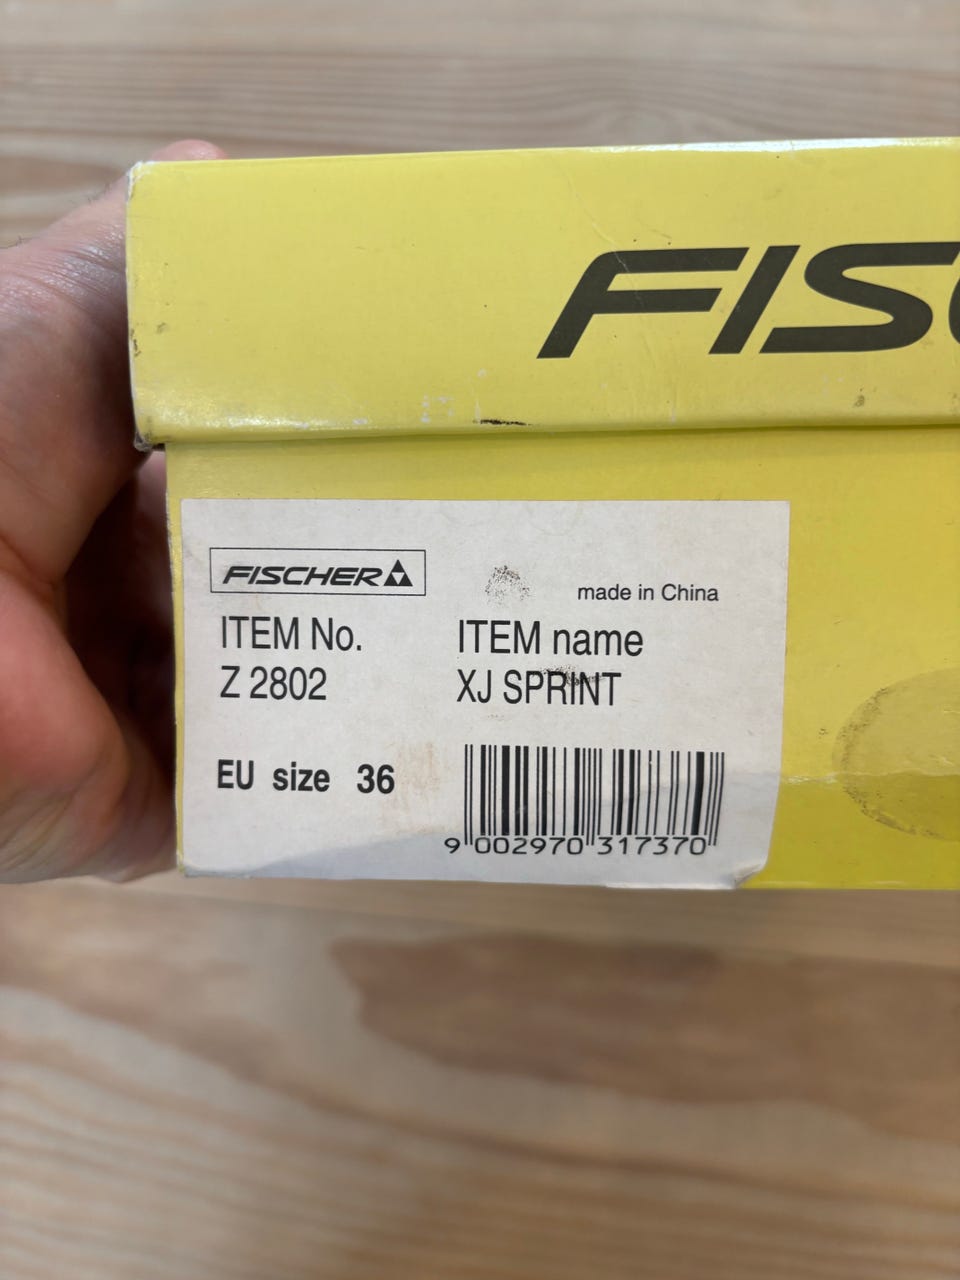 FISC
FISCHER
made in China
ITEM No. ITEM name
Z 2802 XJ SPRINT
EU size 36
9 002970 317370